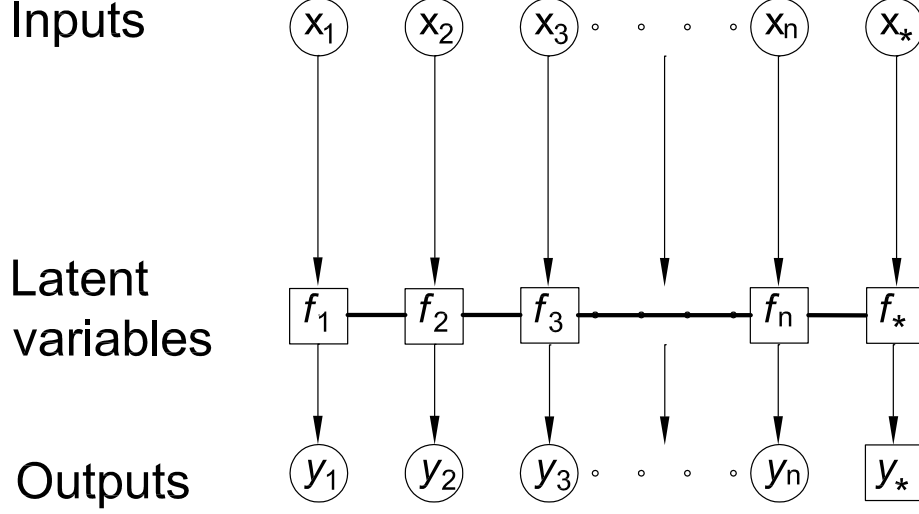 Inputs x₁ x₂ x₃ xₙ x*
Latent
variables f₁ f₂ f₃ fₙ f*
Outputs y₁ y₂ y₃ yₙ y*